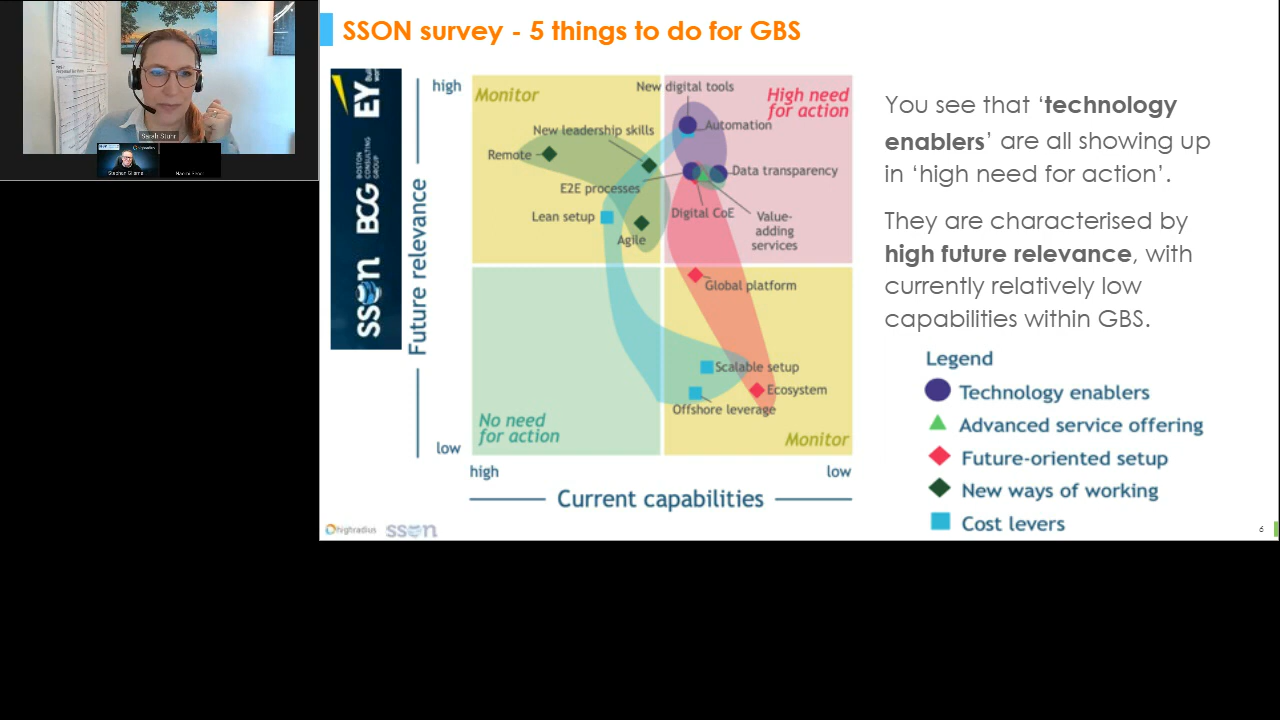 SSON survey - 5 things to do for GBS
Sarah Stuhr
EY
BCG
BOSTON
CONSULTING
GROUP
sson
Future relevance
high
low
Monitor
High need
for action
New digital tools
Automation
New leadership skills
Remote
E2E processes
Data transparency
Digital CoE
Value-
adding
services
Lean setup
Agile
Global platform
Scalable setup
Ecosystem
Offshore leverage
No need
for action
Monitor
high
low
Current capabilities
You see that ‘technology
enablers’ are all showing up
in ‘high need for action’.
They are characterised by
high future relevance, with
currently relatively low
capabilities within GBS.
Legend
Technology enablers
Advanced service offering
Future-oriented setup
New ways of working
Cost levers
highradius
sson
6